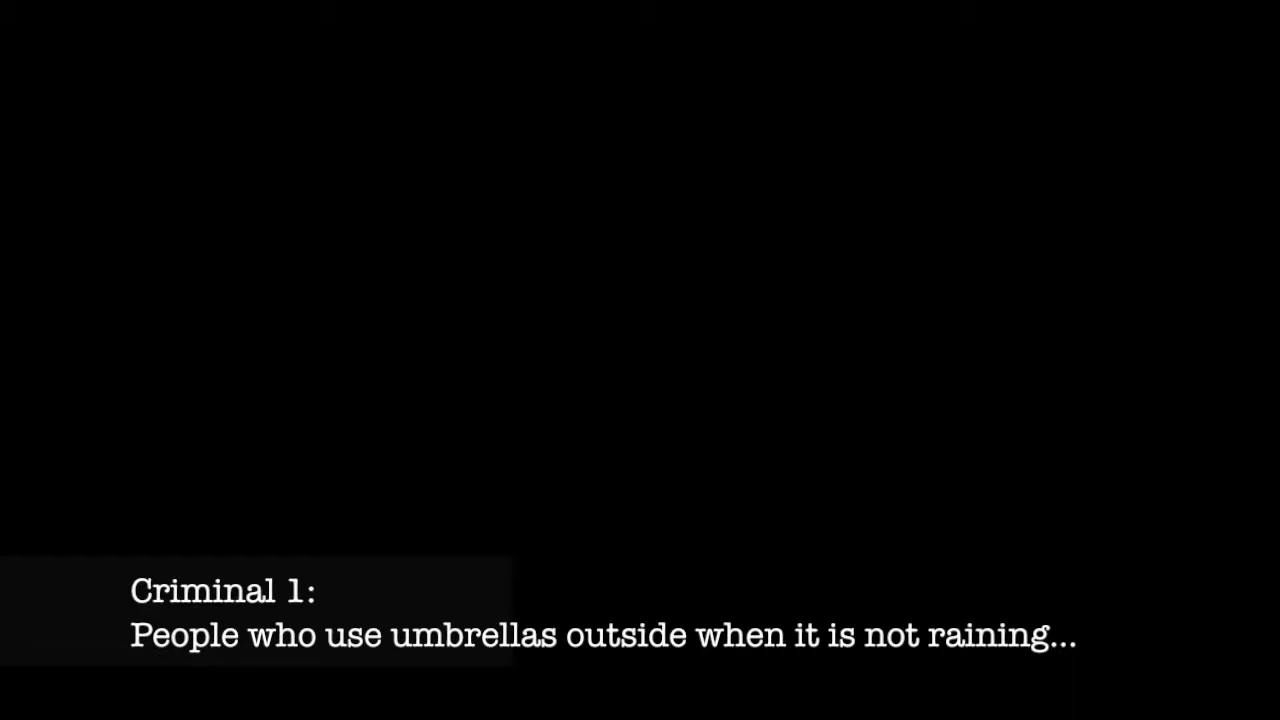 Criminal 1:
People who use umbrellas outside when it is not raining...